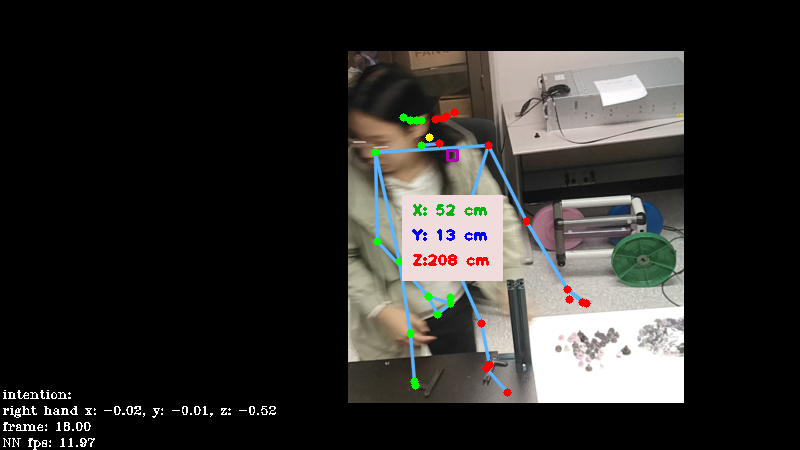 X: 52 cm
Y: 13 cm
Z:208 cm
intention:
right hand x: -0.02, y: -0.01, z: -0.52
frame: 18.00
NN fps: 11.97